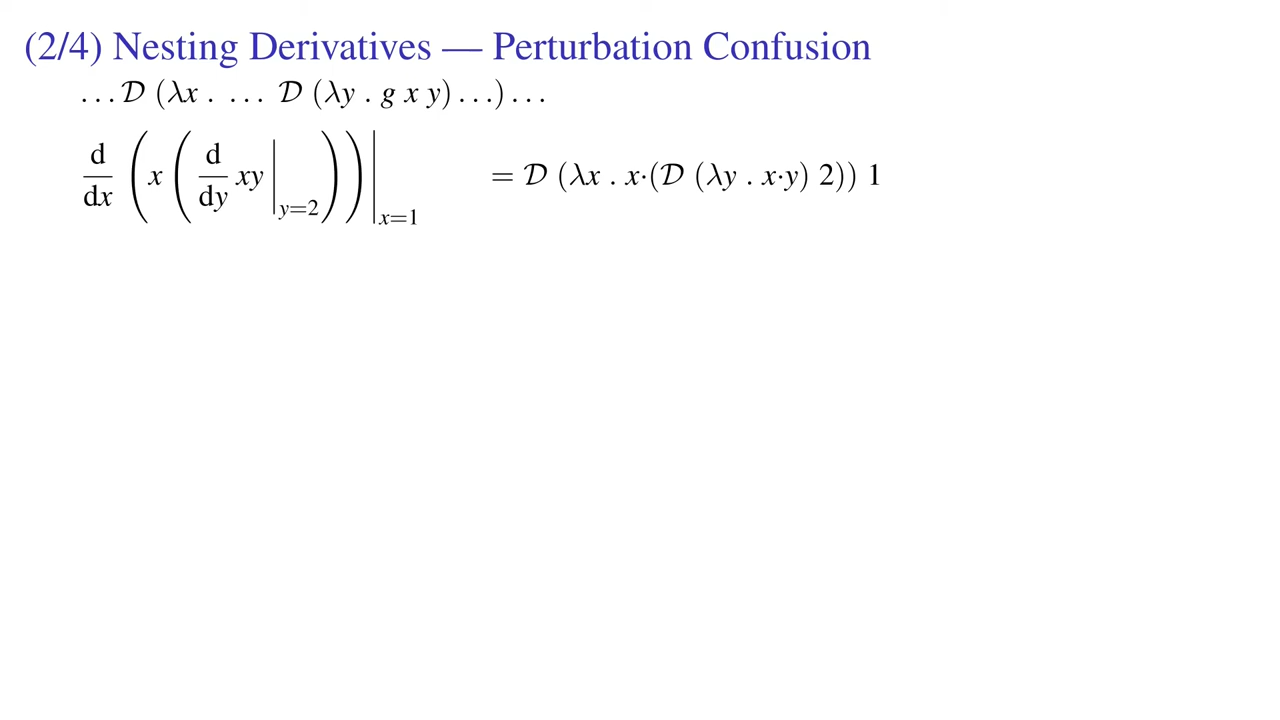 (2/4) Nesting Derivatives — Perturbation Confusion
...𝒟 (λx . ... 𝒟 (λy . g x y)...)...
d/dx (x (d/dy xy |y=2)) |x=1 = 𝒟 (λx . x·(𝒟 (λy . x·y) 2)) 1